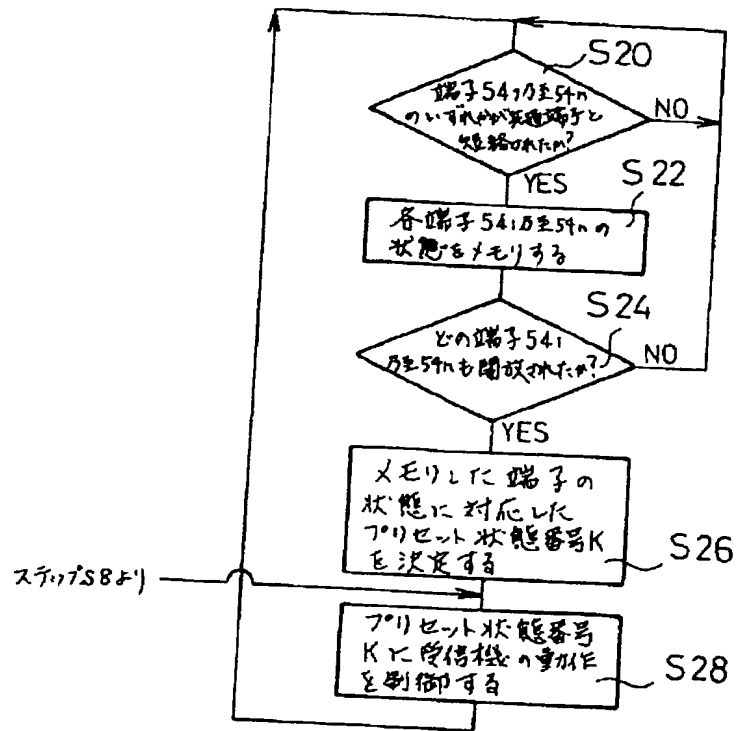 S20
端子541乃至54n
のいずれかが共通端子と
短絡されたか?
NO
YES
S22
各端子541乃至54nの
状態をメモリする
S24
どの端子541
乃至54nも開放されたか?
NO
YES
メモリした端子の
状態に対応した
プリセット状態番号K
を決定する
S26
ステップS8より
プリセット状態番号
Kに受信機の動作
を制御する
S28